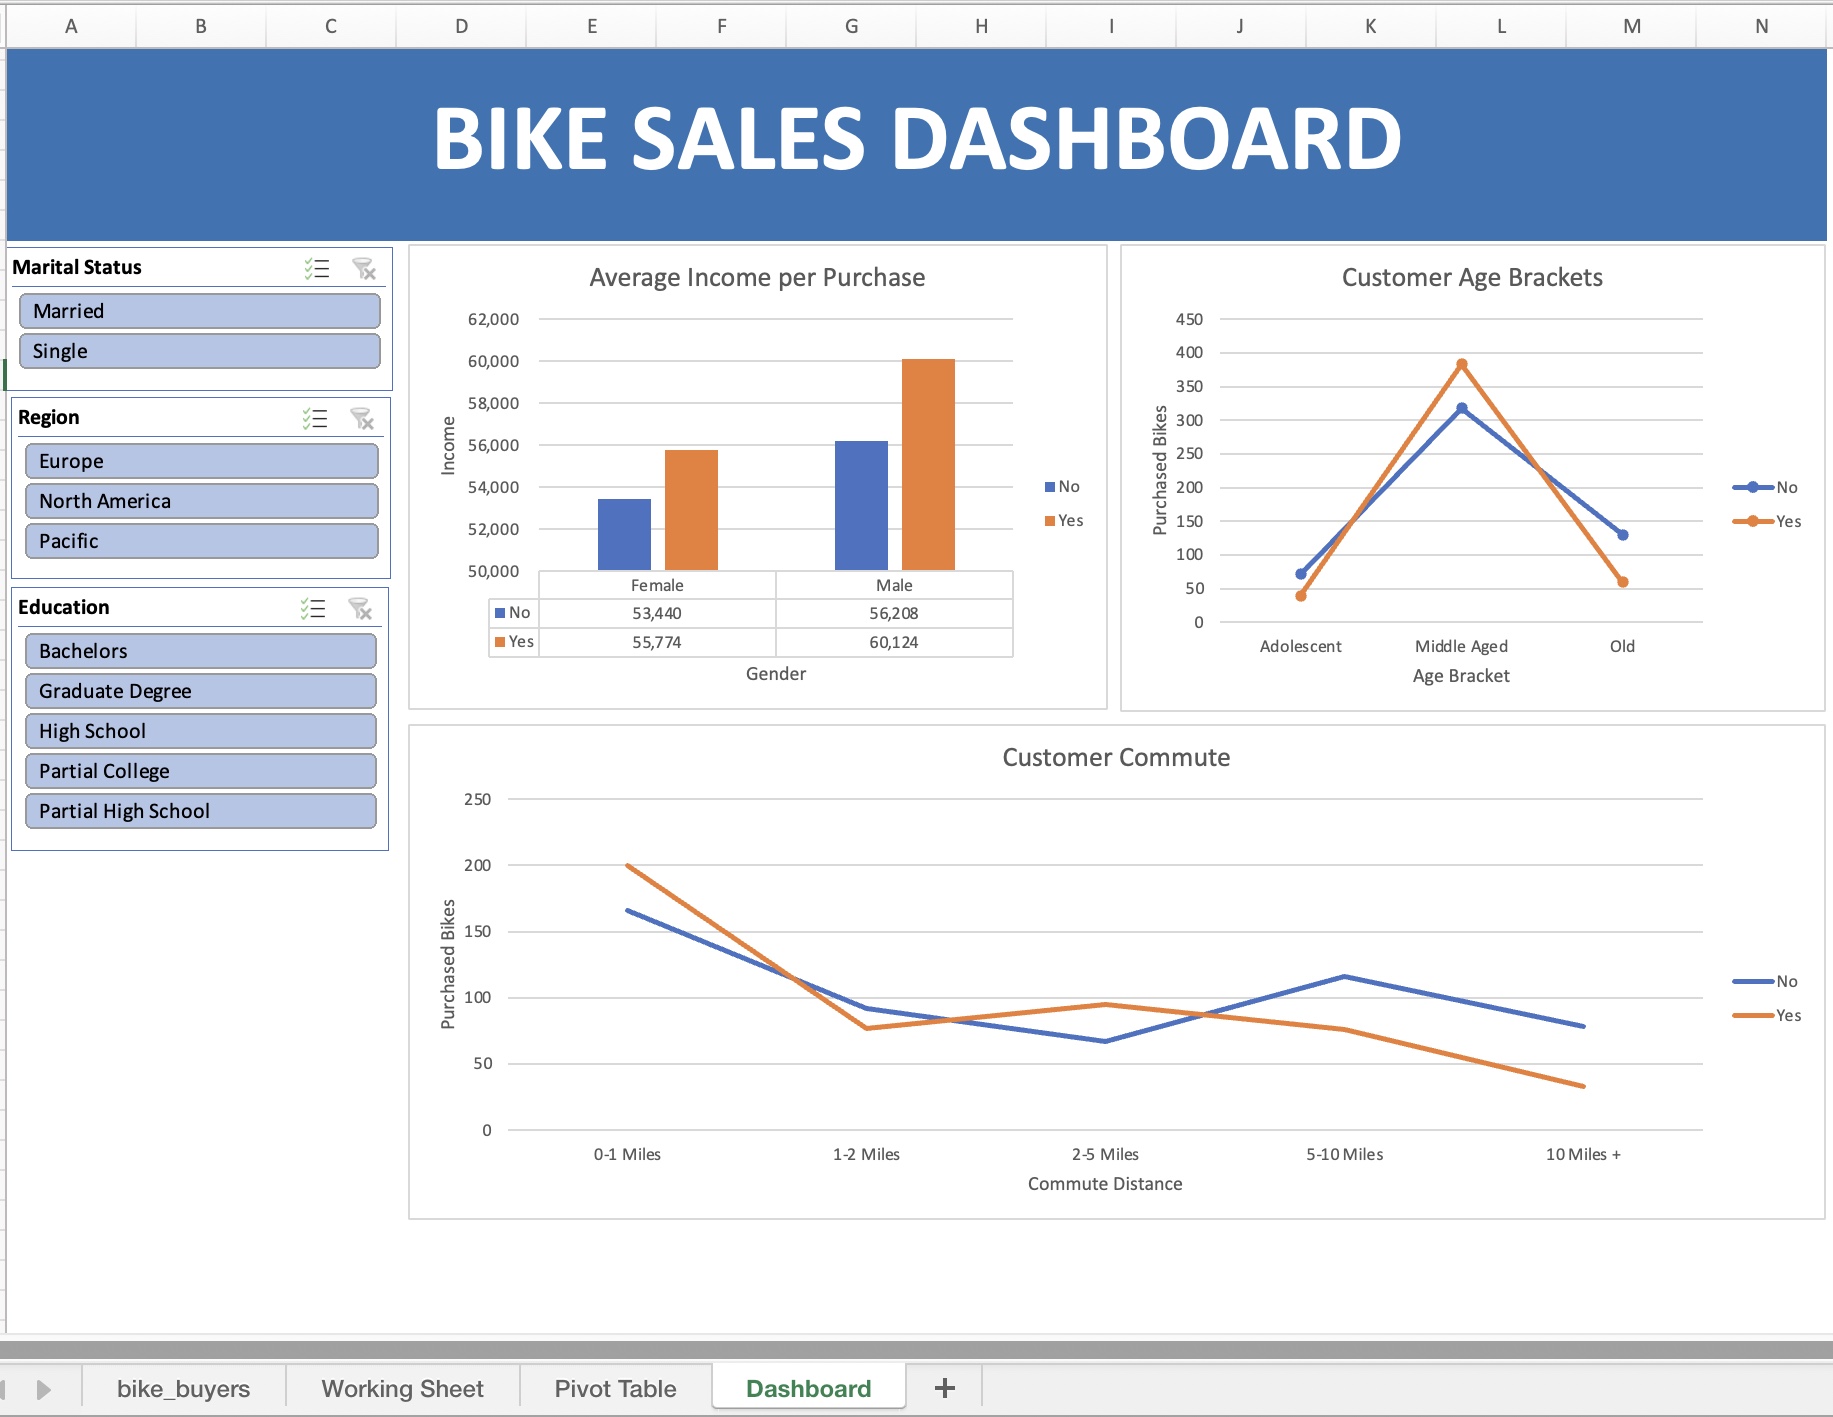 A B C D E F G H I J K L M N
BIKE SALES DASHBOARD
Marital Status
Married
Single
Region
Europe
North America
Pacific
Education
Bachelors
Graduate Degree
High School
Partial College
Partial High School
Average Income per Purchase
62,000
60,000
58,000
56,000
54,000
52,000
50,000
Income
Female Male
No 53,440 56,208
Yes 55,774 60,124
Gender
No
Yes
Customer Age Brackets
450
400
350
300
250
200
150
100
50
0
Purchased Bikes
Adolescent Middle Aged Old
Age Bracket
No
Yes
Customer Commute
250
200
150
100
50
0
Purchased Bikes
0-1 Miles 1-2 Miles 2-5 Miles 5-10 Miles 10 Miles +
Commute Distance
No
Yes
bike_buyers Working Sheet Pivot Table Dashboard +